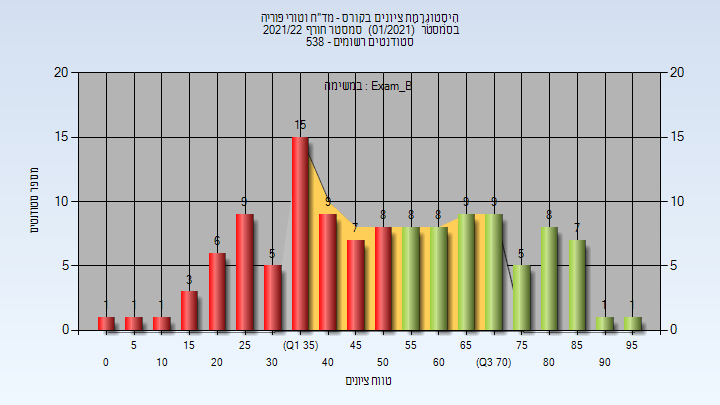 היסטוגרמת ציונים בקורס - מד"ח וטורי פוריה
בסמסטר (01/2021) סמסטר חורף 2021/22
סטודנטים רשומים - 538
במשימה : Exam_B
מספר סטודנטים
20 20
15 15
10 10
5 5
0 0
1 1 1 3 6 9 5 15 9 7 8 8 8 9 9 5 8 7 1 1
5 15 25 (Q1 35) 45 55 65 75 85 95
0 10 20 30 40 50 60 (Q3 70) 80 90
טווח ציונים